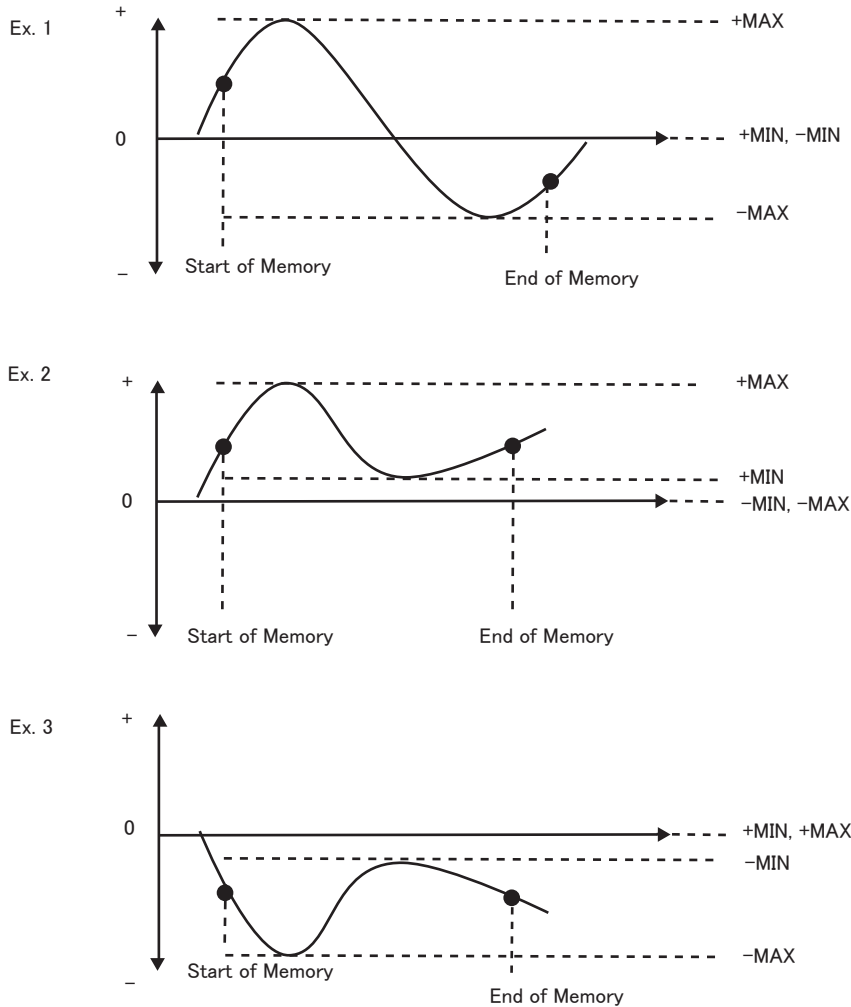 Ex. 1
+
+MAX
0
+MIN, −MIN
−MAX
−
Start of Memory
End of Memory
Ex. 2
+
+MAX
+MIN
0
−MIN, −MAX
−
Start of Memory
End of Memory
Ex. 3
+
0
+MIN, +MAX
−MIN
−MAX
−
Start of Memory
End of Memory